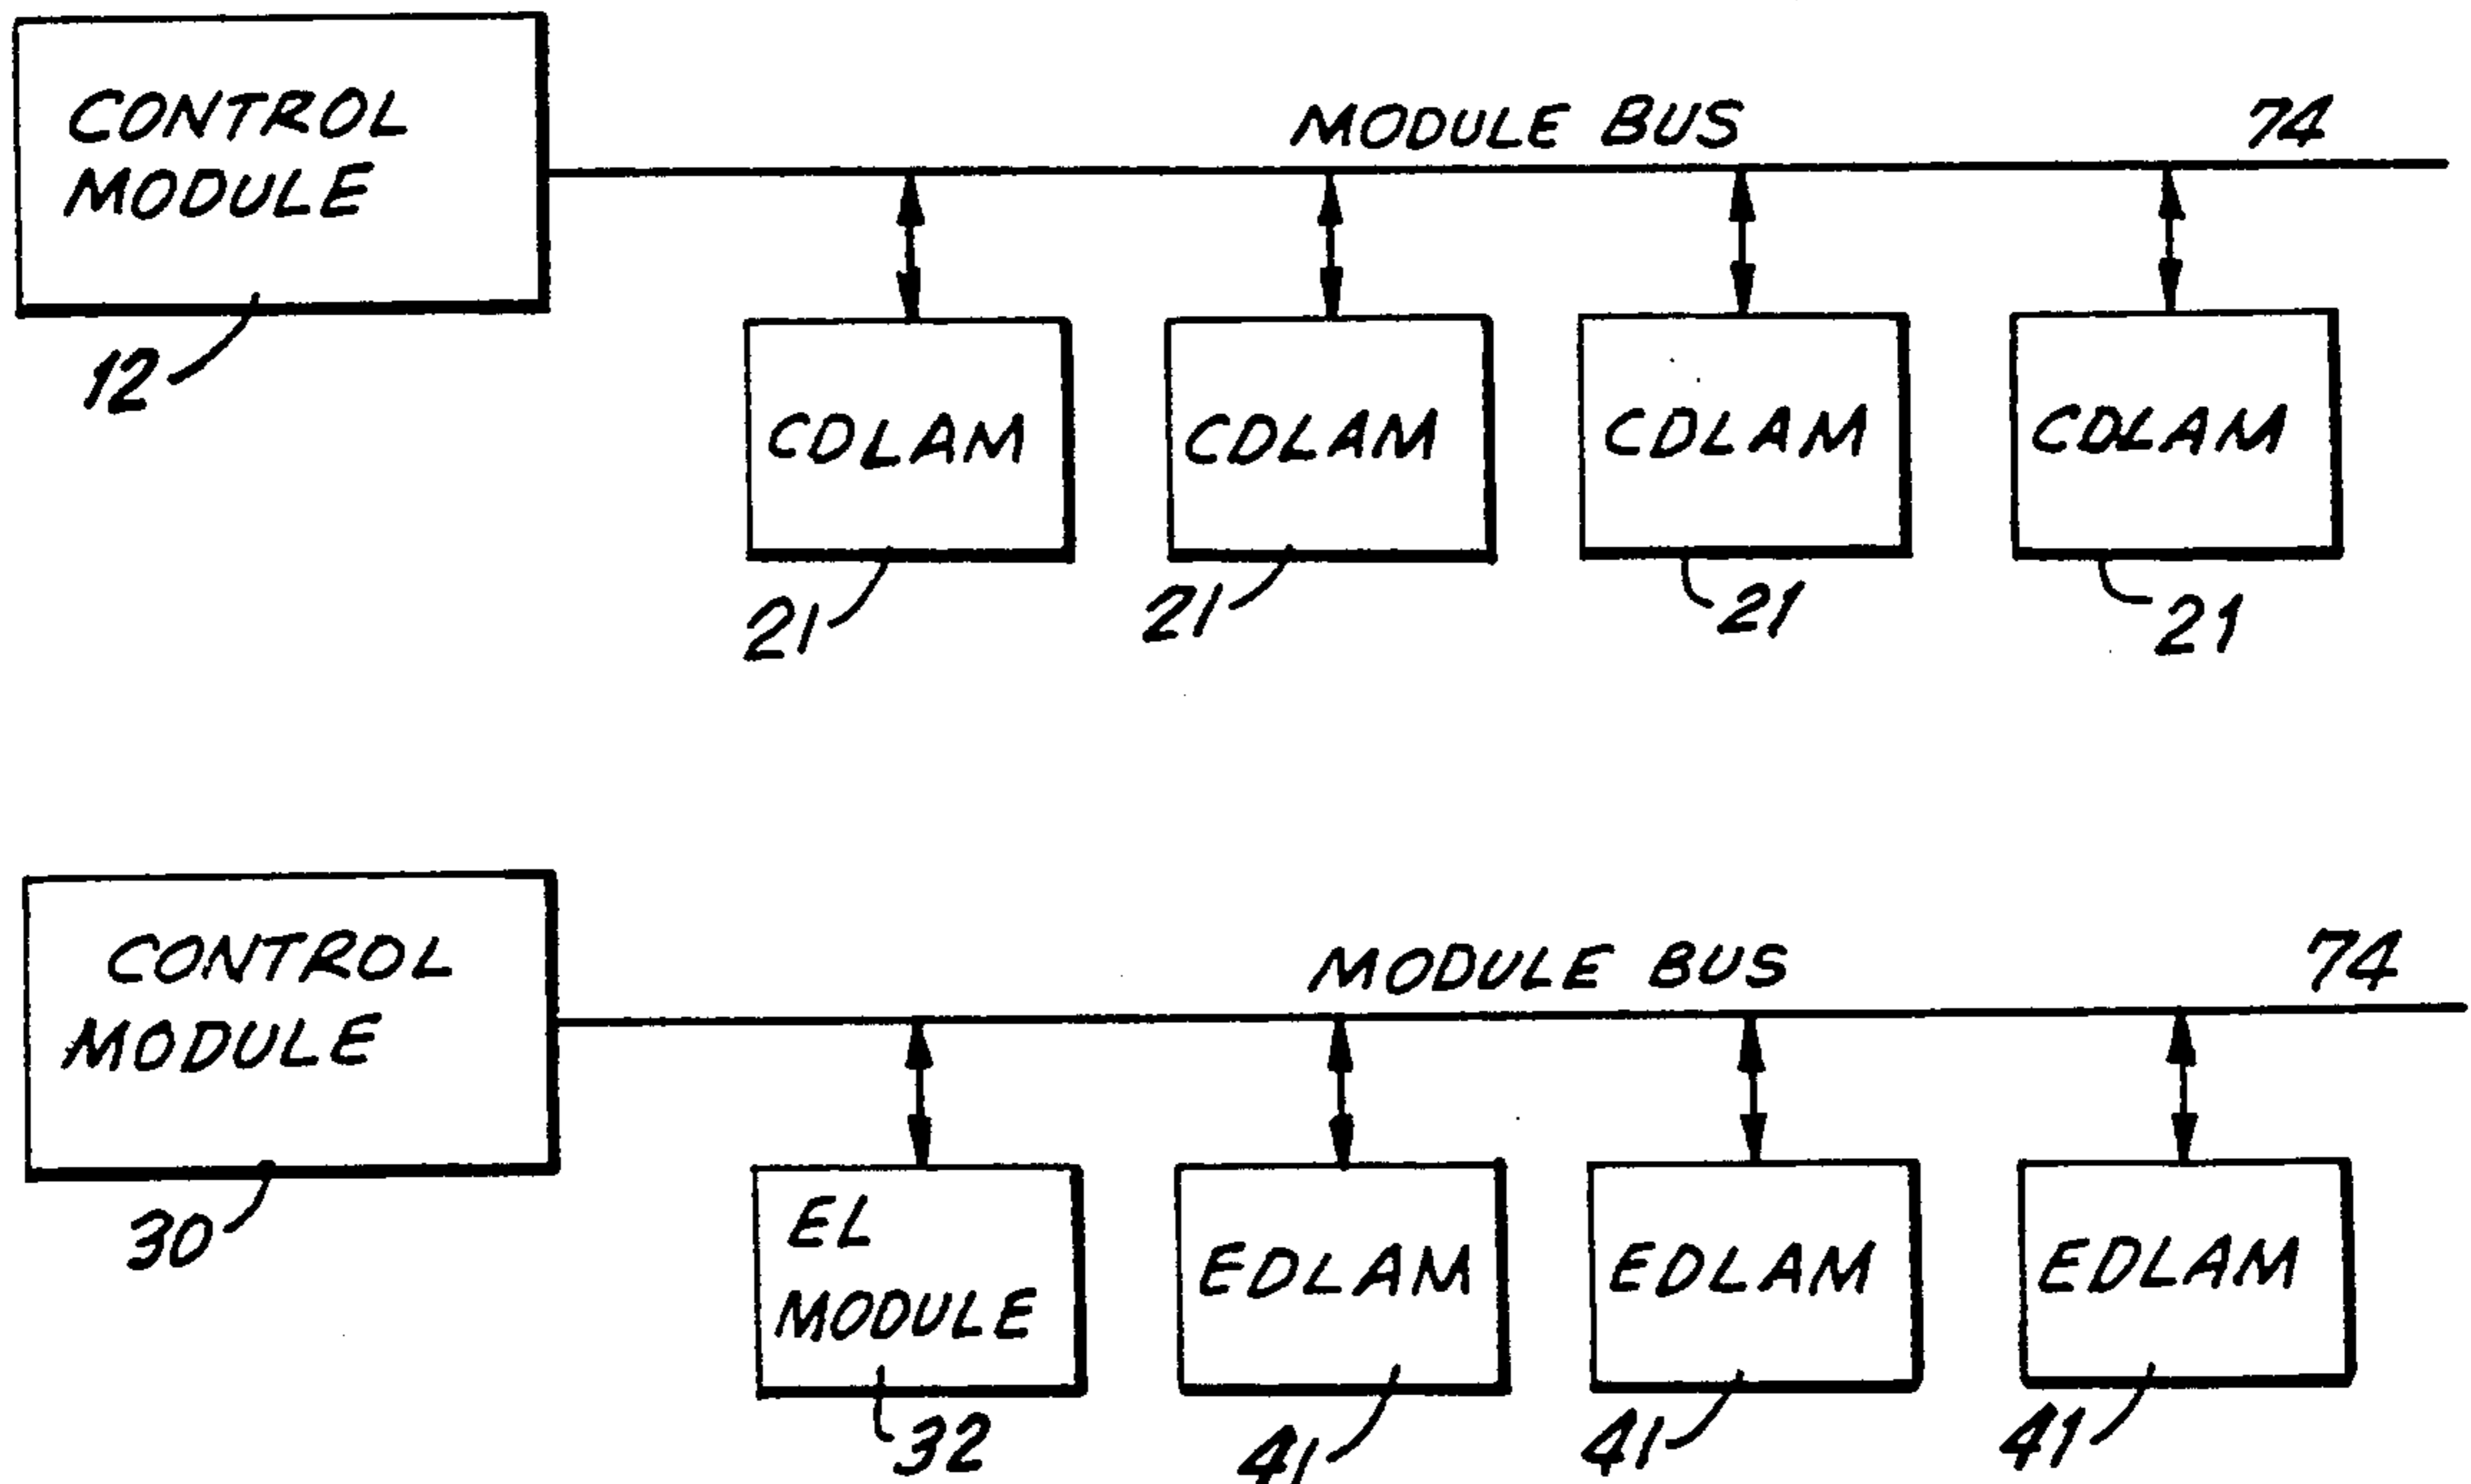 CONTROL
MODULE
MODULE BUS
74
12
CDLAM
CDLAM
CDLAM
CDLAM
21
21
21
21
CONTROL
MODULE
MODULE BUS
74
30
EL
MODULE
EDLAM
EDLAM
EDLAM
32
41
41
41